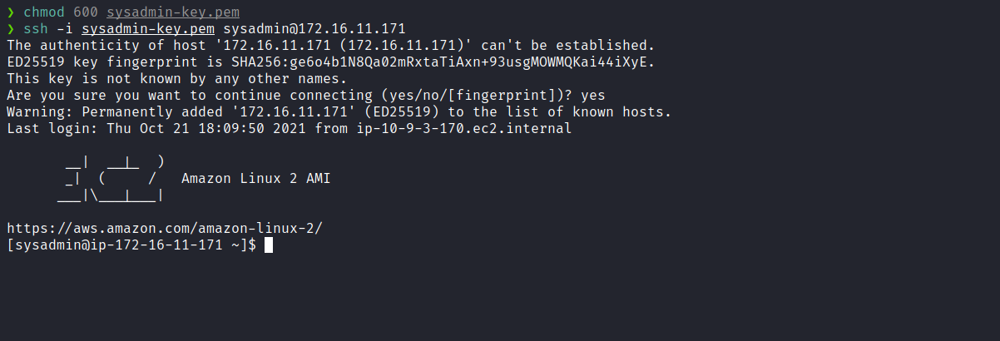 ❯ chmod 600 sysadmin-key.pem
❯ ssh -i sysadmin-key.pem sysadmin@172.16.11.171
The authenticity of host '172.16.11.171 (172.16.11.171)' can't be established.
ED25519 key fingerprint is SHA256:ge6o4b1N8Qa02mRxtaTiAxn+93usgMOWMQKai44iXyE.
This key is not known by any other names.
Are you sure you want to continue connecting (yes/no/[fingerprint])? yes
Warning: Permanently added '172.16.11.171' (ED25519) to the list of known hosts.
Last login: Thu Oct 21 18:09:50 2021 from ip-10-9-3-170.ec2.internal
       __|  __|_  )
       _|  (     /   Amazon Linux 2 AMI
      ___|\___|___|
https://aws.amazon.com/amazon-linux-2/
[sysadmin@ip-172-16-11-171 ~]$